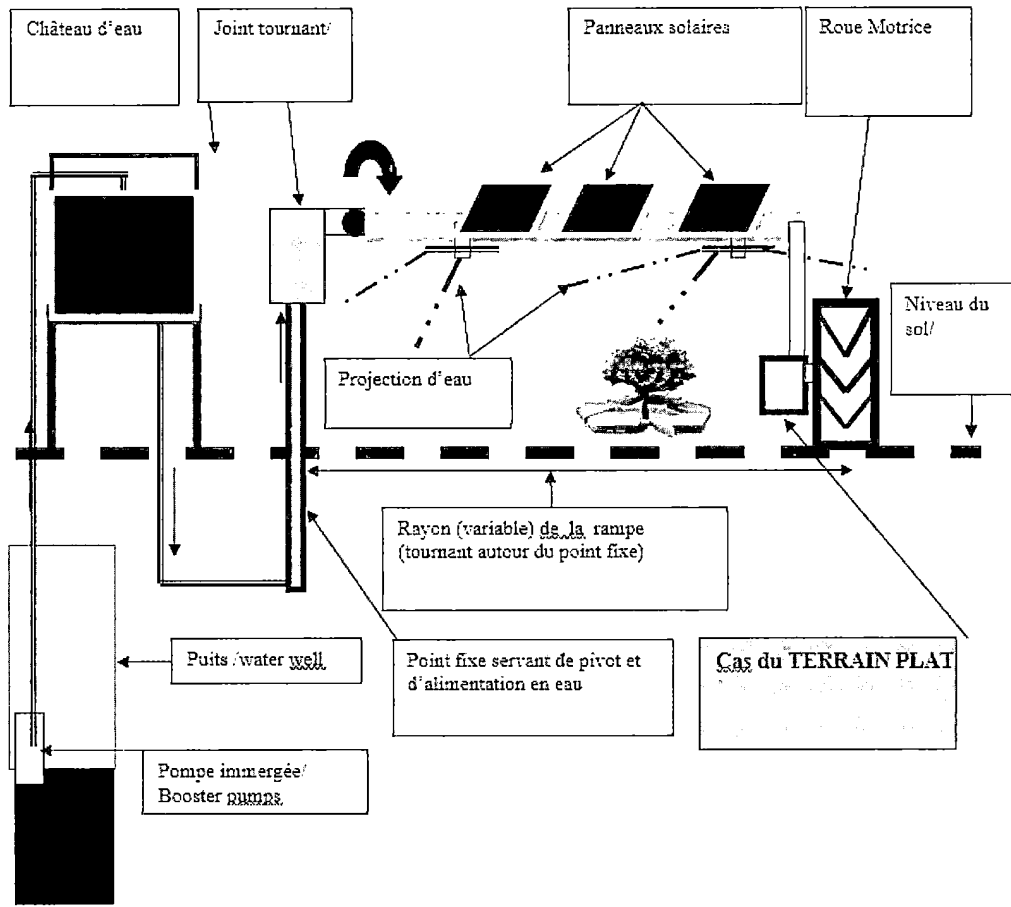 Château d'eau
Joint tournant/
Panneaux solaires
Roue Motrice
Niveau du
sol/
Projection d'eau
Rayon (variable) de la rampe
(tournant autour du point fixe)
Puits /water well
Point fixe servant de pivot et
d'alimentation en eau
Cas du TERRAIN PLAT
Pompe immergée/
Booster pumps